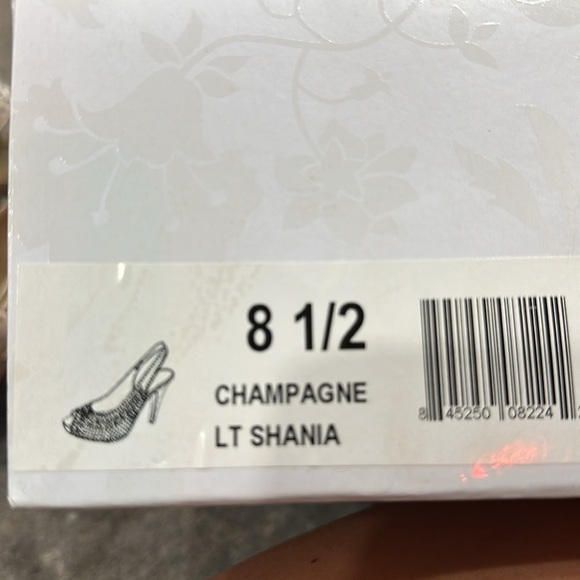 8 1/2
CHAMPAGNE
LT SHANIA
8 45250 08224